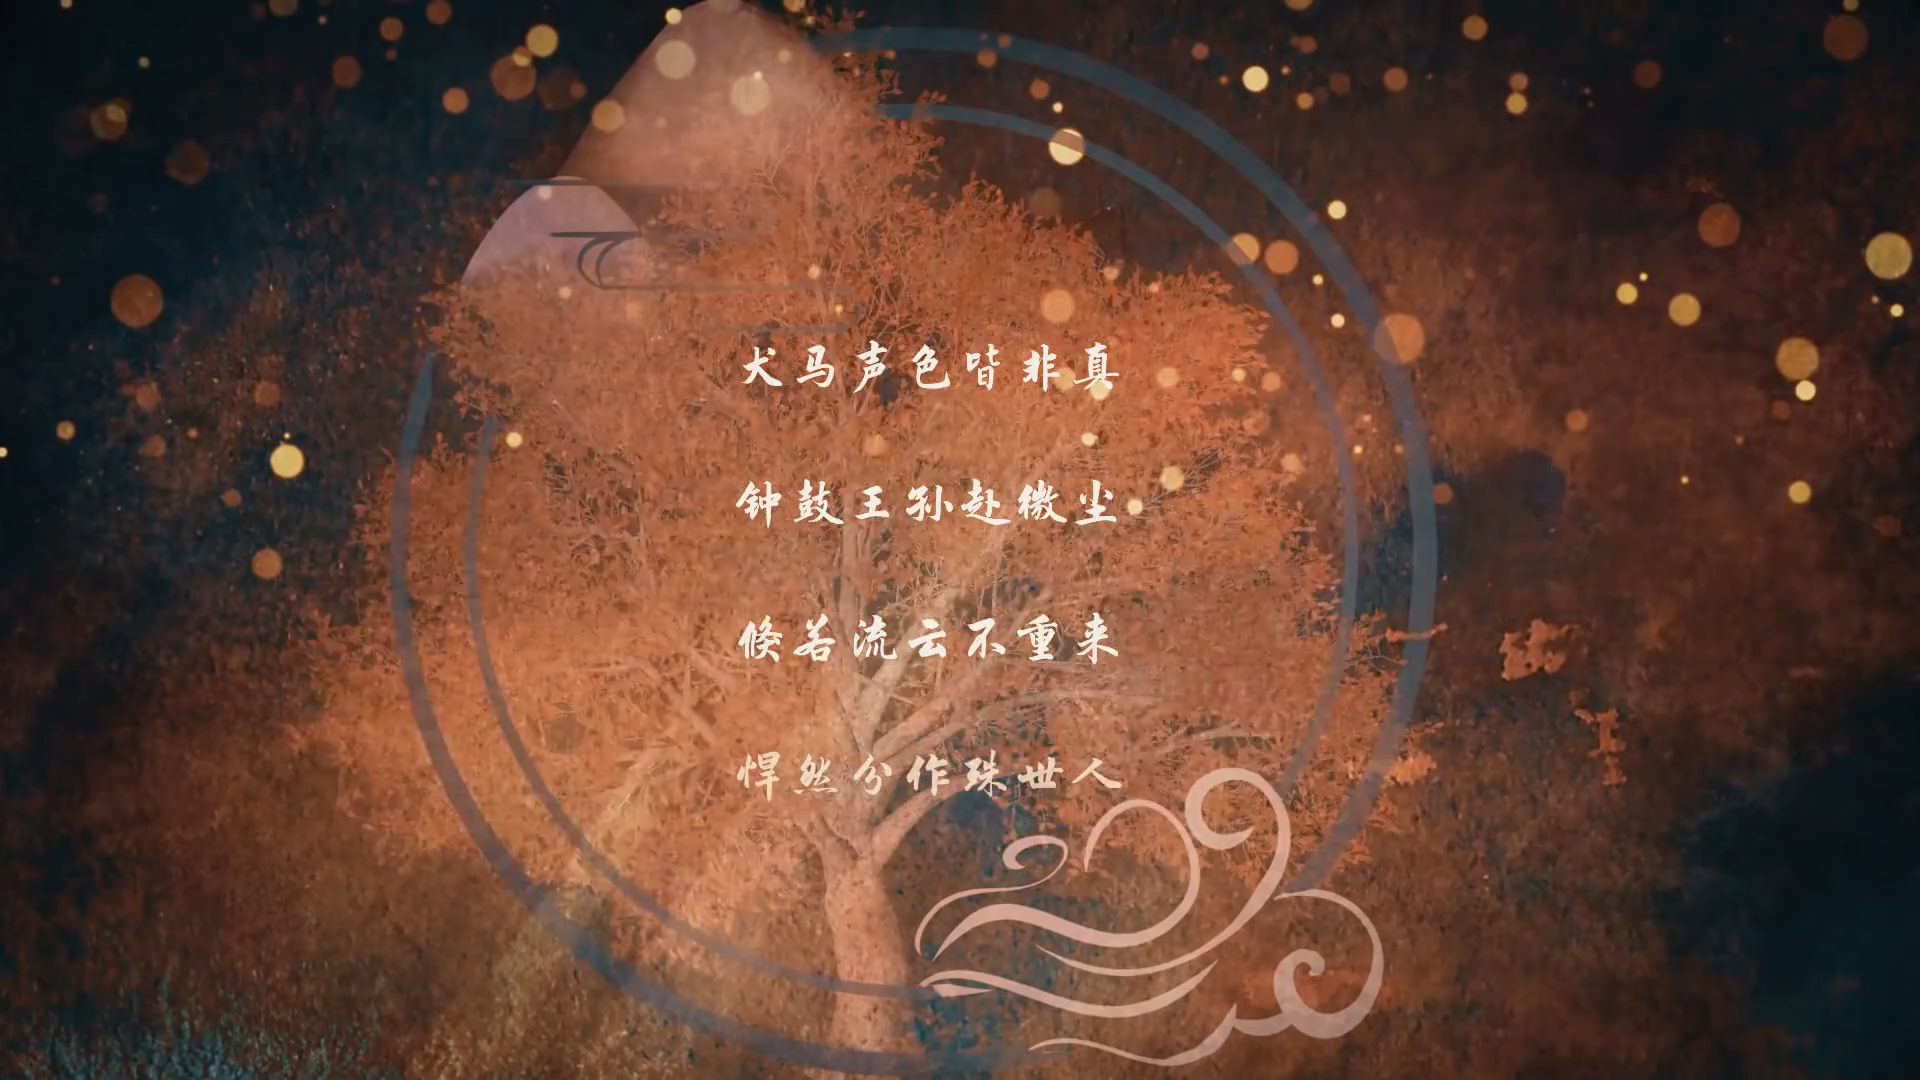 犬马声色皆非真
钟鼓王孙赴微尘
倏若流云不重来
悍然分作殊世人